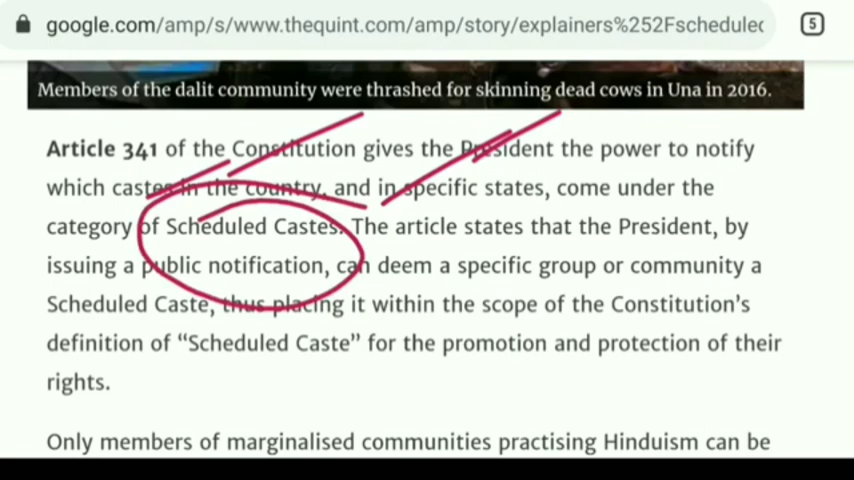 google.com/amp/s/www.thequint.com/amp/story/explainers%252Fscheduled
5
Members of the dalit community were thrashed for skinning dead cows in Una in 2016.
Article 341 of the Constitution gives the President the power to notify
which castes in the country, and in specific states, come under the
category of Scheduled Castes. The article states that the President, by
issuing a public notification, can deem a specific group or community a
Scheduled Caste, thus placing it within the scope of the Constitution's
definition of “Scheduled Caste” for the promotion and protection of their
rights.
Only members of marginalised communities practising Hinduism can be